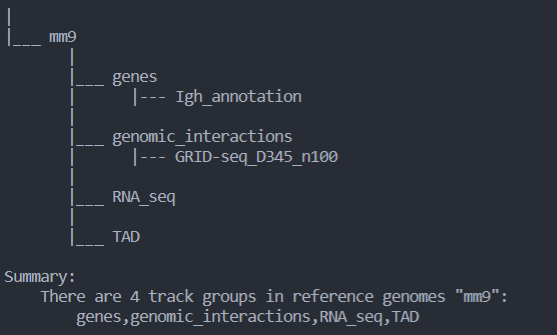 |
|___ mm9
|
|___ genes
| |--- Igh_annotation
|
|___ genomic_interactions
| |--- GRID-seq_D345_n100
|
|___ RNA_seq
|
|___ TAD
Summary:
There are 4 track groups in reference genomes "mm9":
genes,genomic_interactions,RNA_seq,TAD